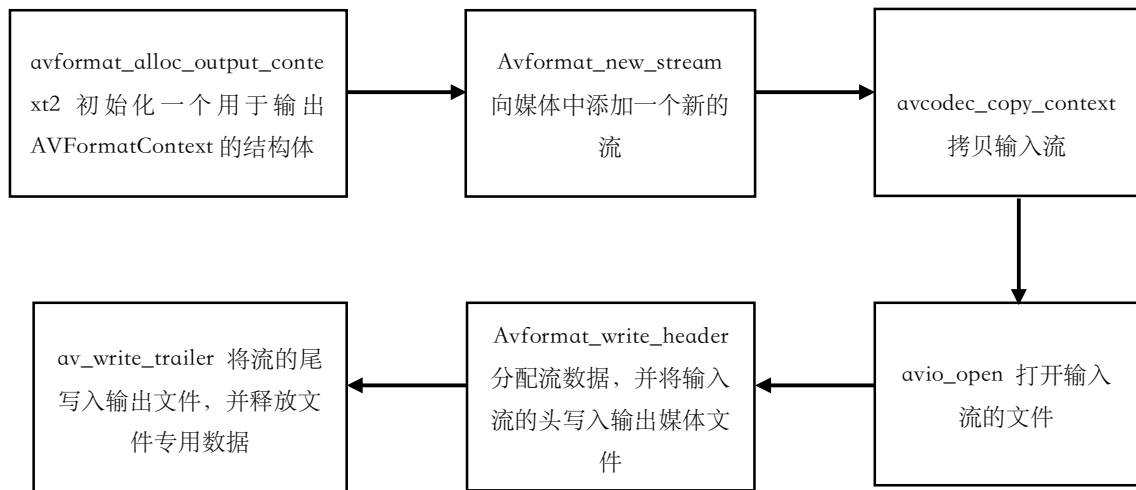 avformat_alloc_output_conte
xt2 初始化一个用于输出
AVFormatContext 的结构体
Avformat_new_stream
向媒体中添加一个新的
流
avcodec_copy_context
拷贝输入流
av_write_trailer 将流的尾
写入输出文件，并释放文
件专用数据
Avformat_write_header
分配流数据，并将输入
流的头写入输出媒体文
件
avio_open 打开输入
流的文件